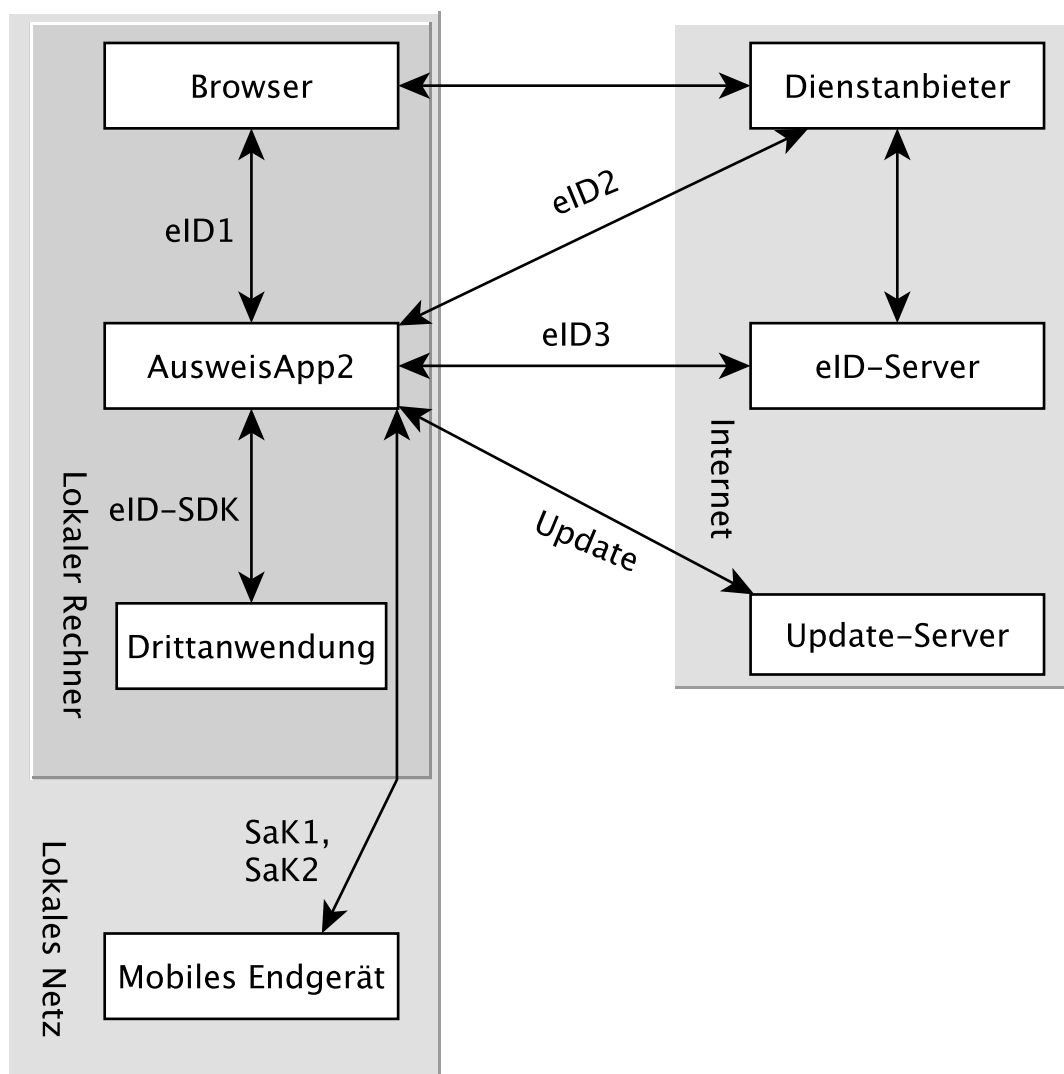 Browser
Dienstanbieter
eID2
eID1
eID3
AusweisApp2
eID-Server
Internet
Lokaler Rechner
eID-SDK
Update
Drittanwendung
Update-Server
SaK1,
SaK2
Lokales Netz
Mobiles Endgerät